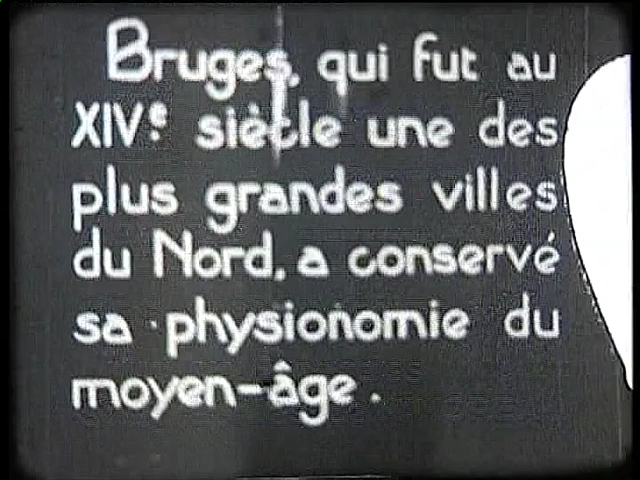 Bruges, qui fut au
XIVe siècle une des
plus grandes villes
du Nord, a conservé
sa physionomie du
moyen-âge.